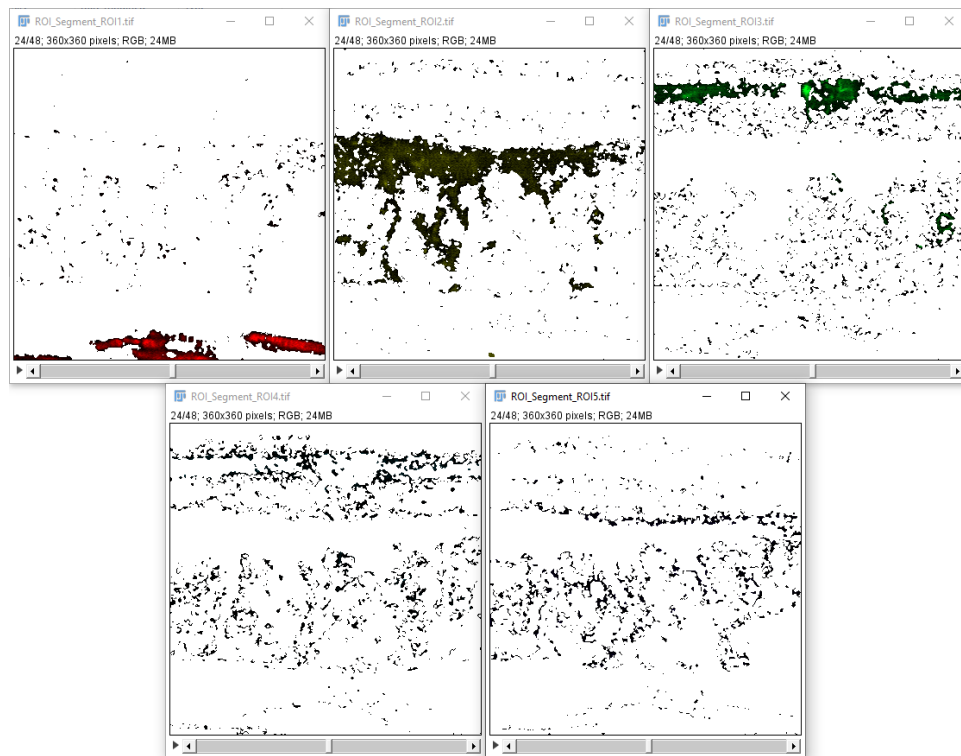 ROI_Segment_ROI1.tif
24/48; 360x360 pixels; RGB; 24MB
ROI_Segment_ROI2.tif
24/48; 360x360 pixels; RGB; 24MB
ROI_Segment_ROI3.tif
24/48; 360x360 pixels; RGB; 24MB
ROI_Segment_ROI4.tif
24/48; 360x360 pixels; RGB; 24MB
ROI_Segment_ROI5.tif
24/48; 360x360 pixels; RGB; 24MB